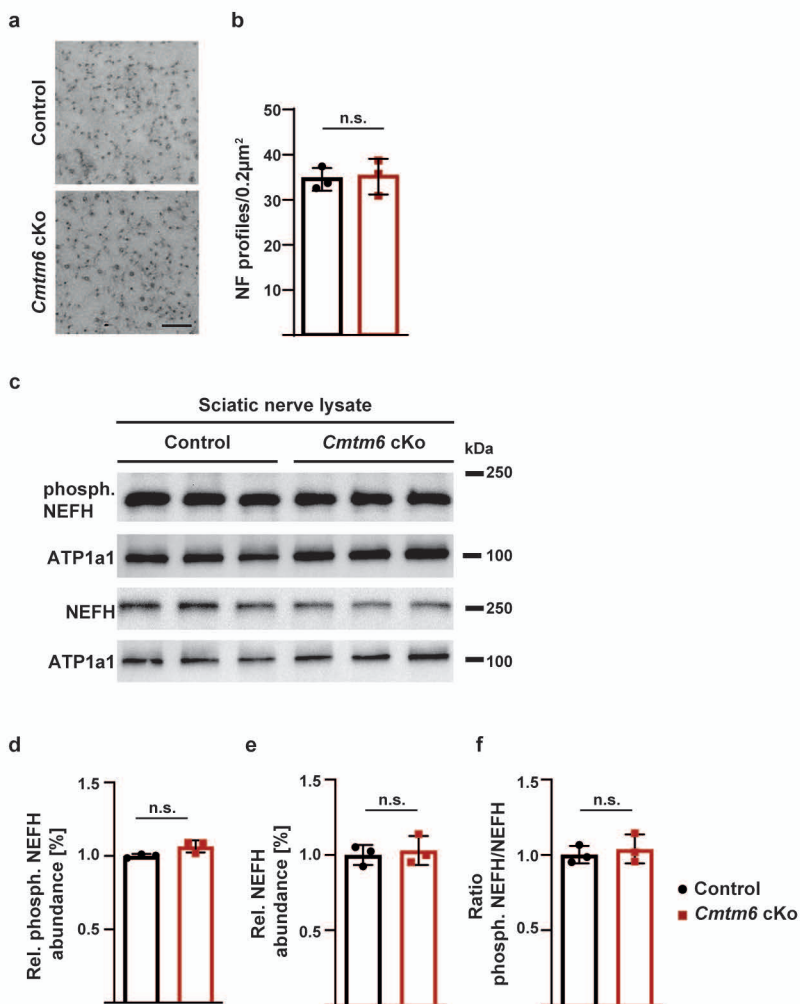 a
Control
Cmtm6 cKo
b
NF profiles/0.2µm²
50
40
30
20
10
n.s.
c
Sciatic nerve lysate
Control
Cmtm6 cKo
kDa
phosph.
NEFH
250
ATP1a1
100
NEFH
250
ATP1a1
100
d
Rel. phosph. NEFH
abundance [%]
1.5
1.0
0.5
n.s.
e
Rel. NEFH
abundance [%]
1.5
1.0
0.5
n.s.
f
Ratio
phosph. NEFH/NEFH
1.5
1.0
0.5
n.s.
Control
Cmtm6 cKo